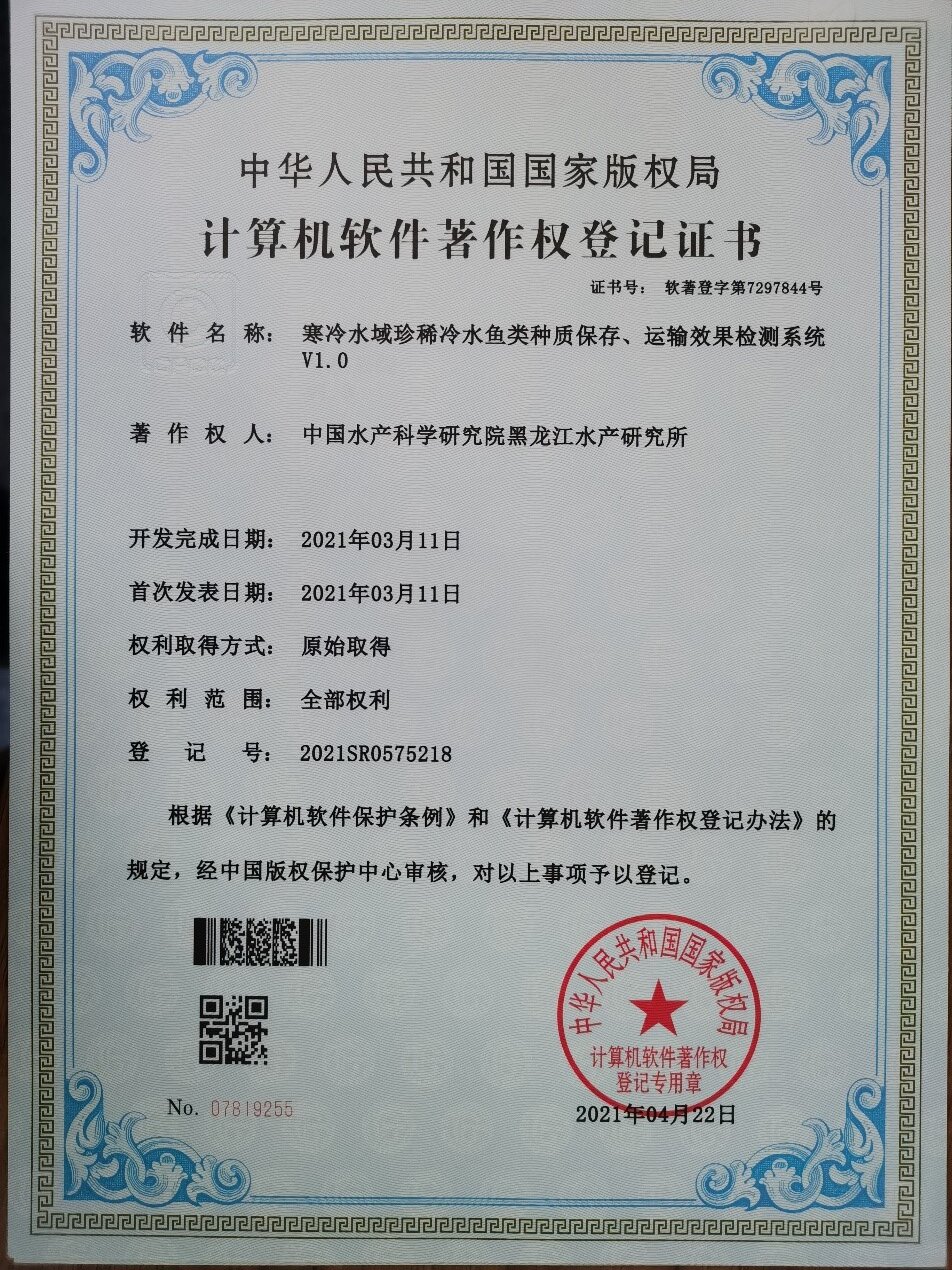 中华人民共和国国家版权局
计算机软件著作权登记证书
证书号： 软著登字第7297844号
软件名称： 寒冷水域珍稀冷水鱼类种质保存、运输效果检测系统
V1.0
著作权人： 中国水产科学研究院黑龙江水产研究所
开发完成日期： 2021年03月11日
首次发表日期： 2021年03月11日
权利取得方式： 原始取得
权利范围： 全部权利
登记号： 2021SR0575218
根据《计算机软件保护条例》和《计算机软件著作权登记办法》的
规定，经中国版权保护中心审核，对以上事项予以登记。
中华人民共和国国家版权局
计算机软件著作权
登记专用章
No. 07819255
2021年04月22日